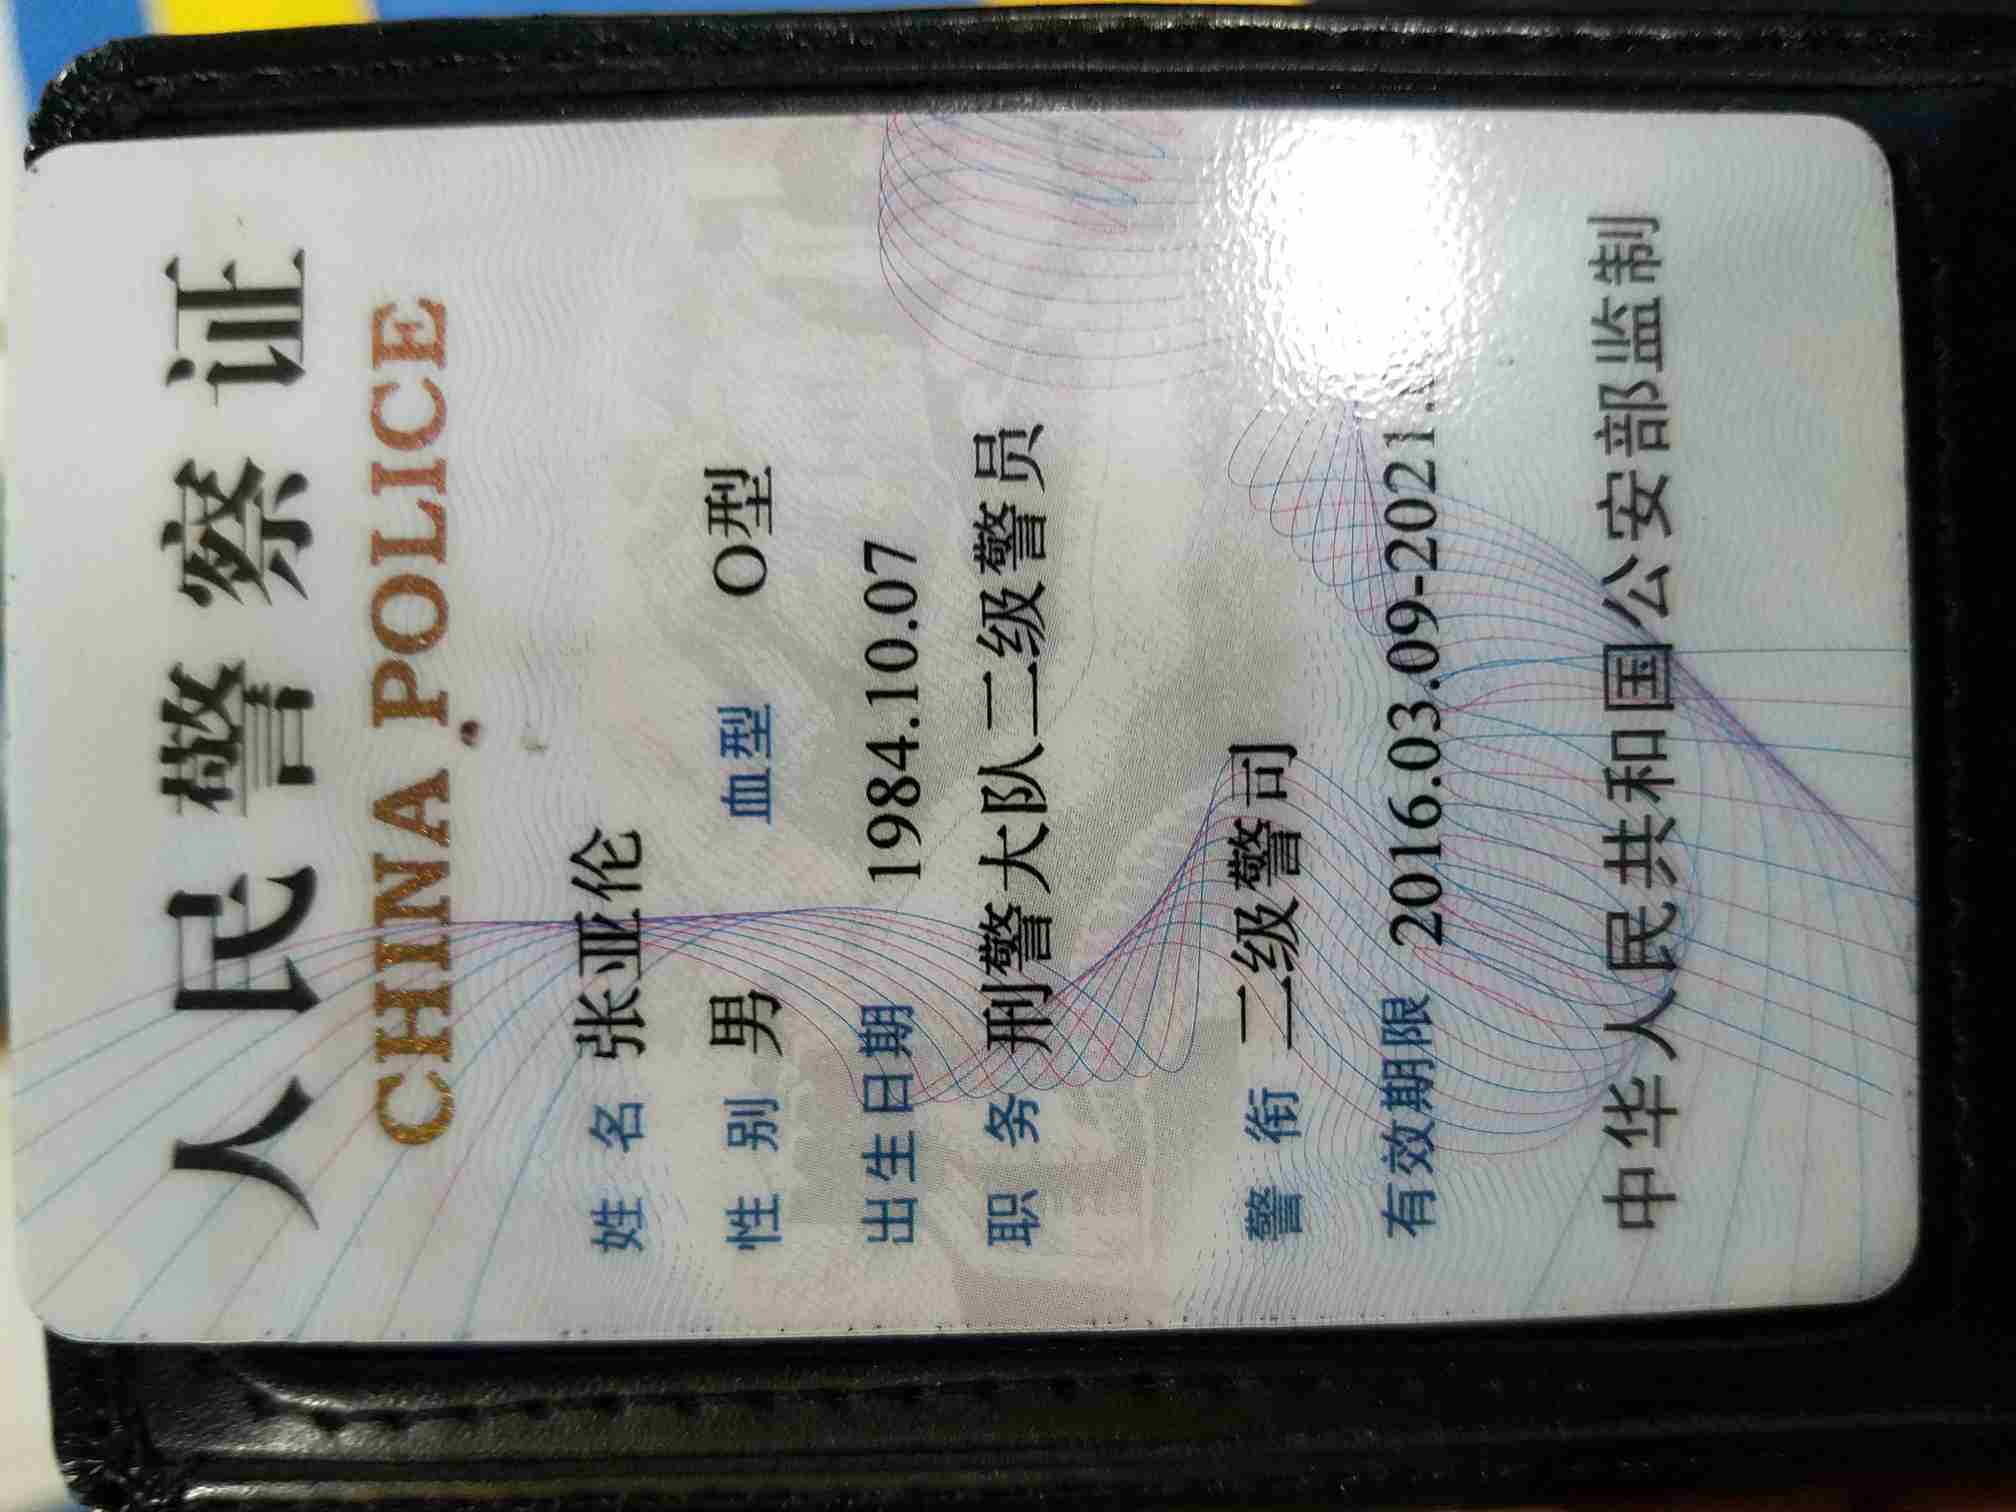 人民警察证
CHINA POLICE
姓 名 张亚伦
性 别 男 血型 O型
出生日期 1984.10.07
职 务 刑警大队二级警员
警 衔 二级警司
有效期限 2016.03.09-2021.
中华人民共和国公安部监制